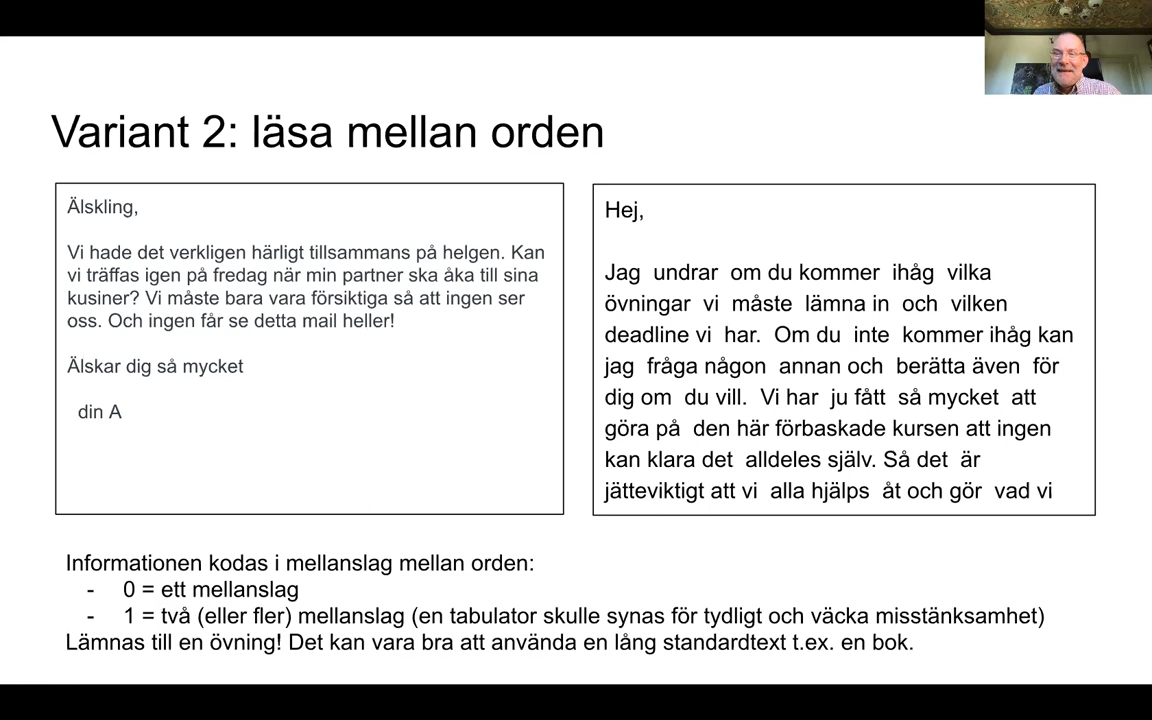 Variant 2: läsa mellan orden
Älskling,
Vi hade det verkligen härligt tillsammans på helgen. Kan
vi träffas igen på fredag när min partner ska åka till sina
kusiner? Vi måste bara vara försiktiga så att ingen ser
oss. Och ingen får se detta mail heller!
Älskar dig så mycket
din A
Hej,
Jag  undrar  om du kommer  ihåg  vilka
övningar  vi  måste  lämna in  och  vilken
deadline vi  har.  Om du  inte  kommer ihåg kan
jag  fråga någon  annan och  berätta även  för
dig om  du vill.  Vi har  ju fått  så mycket  att
göra på  den här förbaskade kursen att ingen
kan klara det  alldeles själv. Så det  är
jätteviktigt att vi  alla hjälps  åt och gör  vad vi
Informationen kodas i mellanslag mellan orden:
- 0 = ett mellanslag
- 1 = två (eller fler) mellanslag (en tabulator skulle synas för tydligt och väcka misstänksamhet)
Lämnas till en övning! Det kan vara bra att använda en lång standardtext t.ex. en bok.